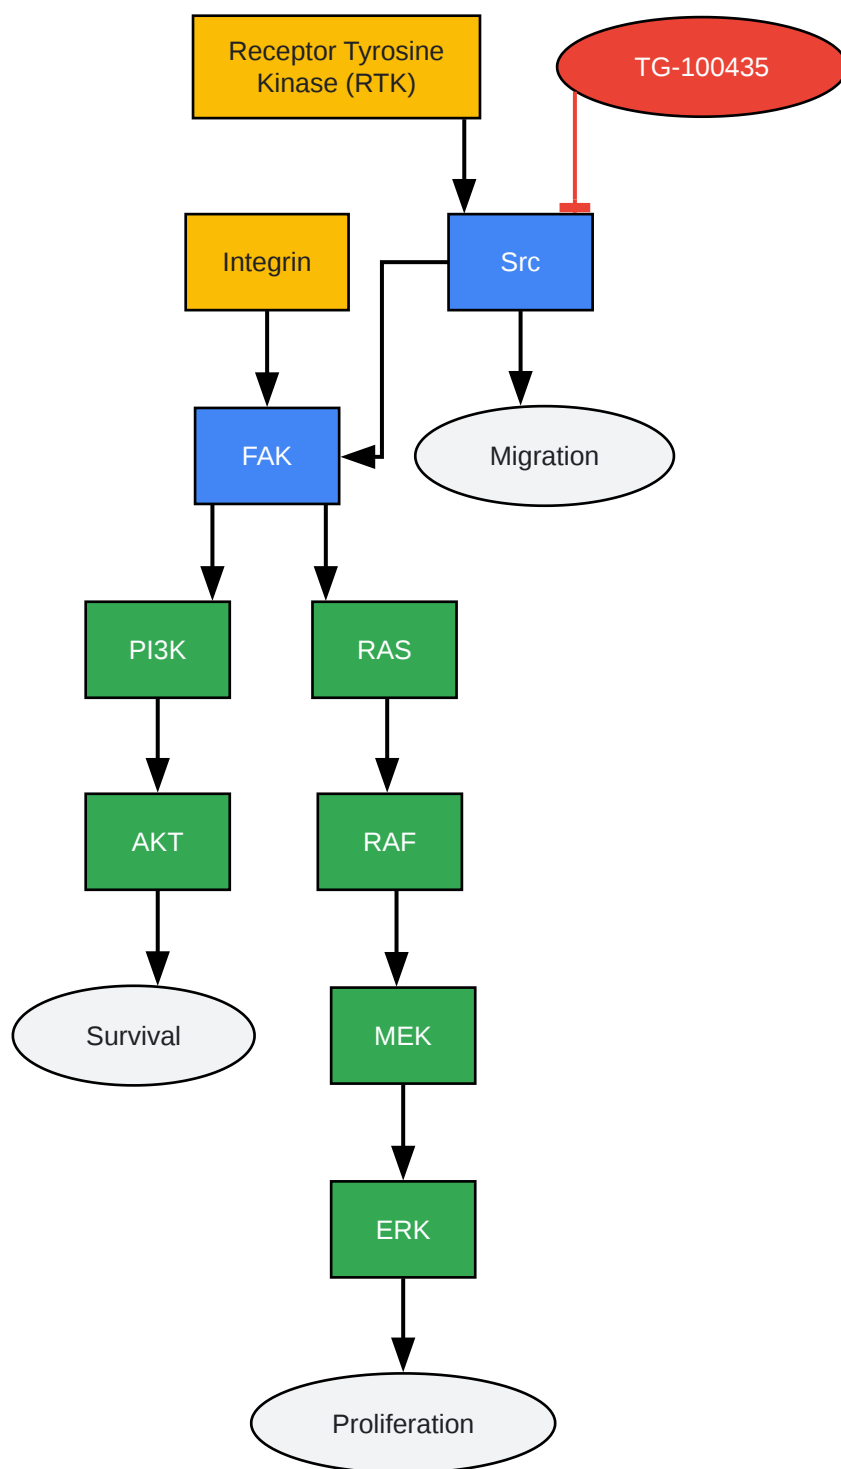 Receptor Tyrosine
Kinase (RTK)
TG-100435
Integrin
Src
FAK
Migration
PI3K
RAS
AKT
RAF
Survival
MEK
ERK
Proliferation